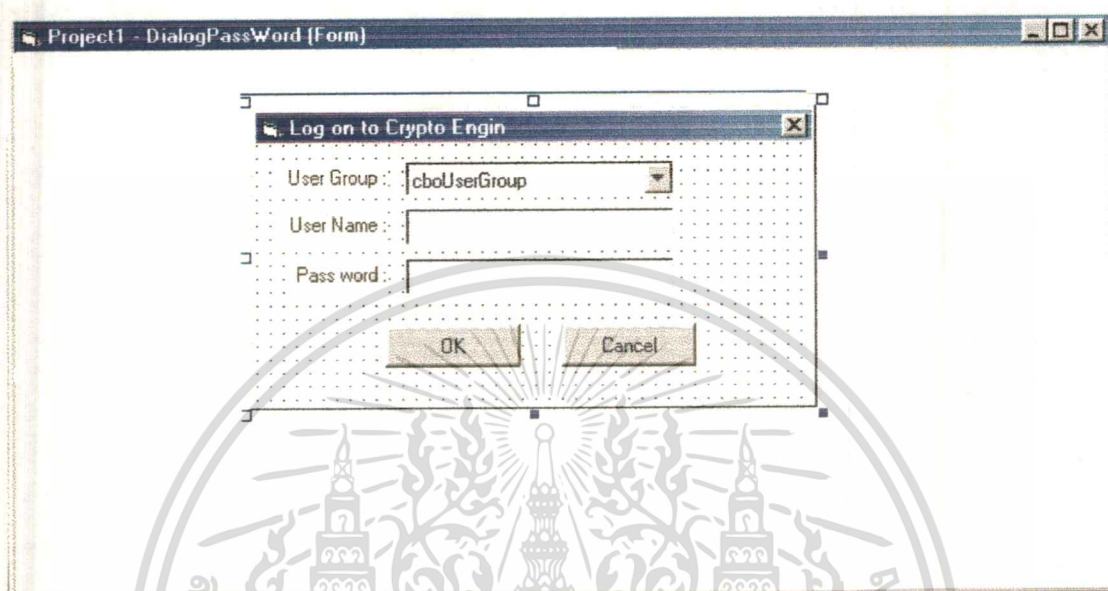 Project1 - DialogPassWord (Form)
Log on to Crypto Engin
User Group :
cboUserGroup
User Name :
Pass word :
OK
Cancel